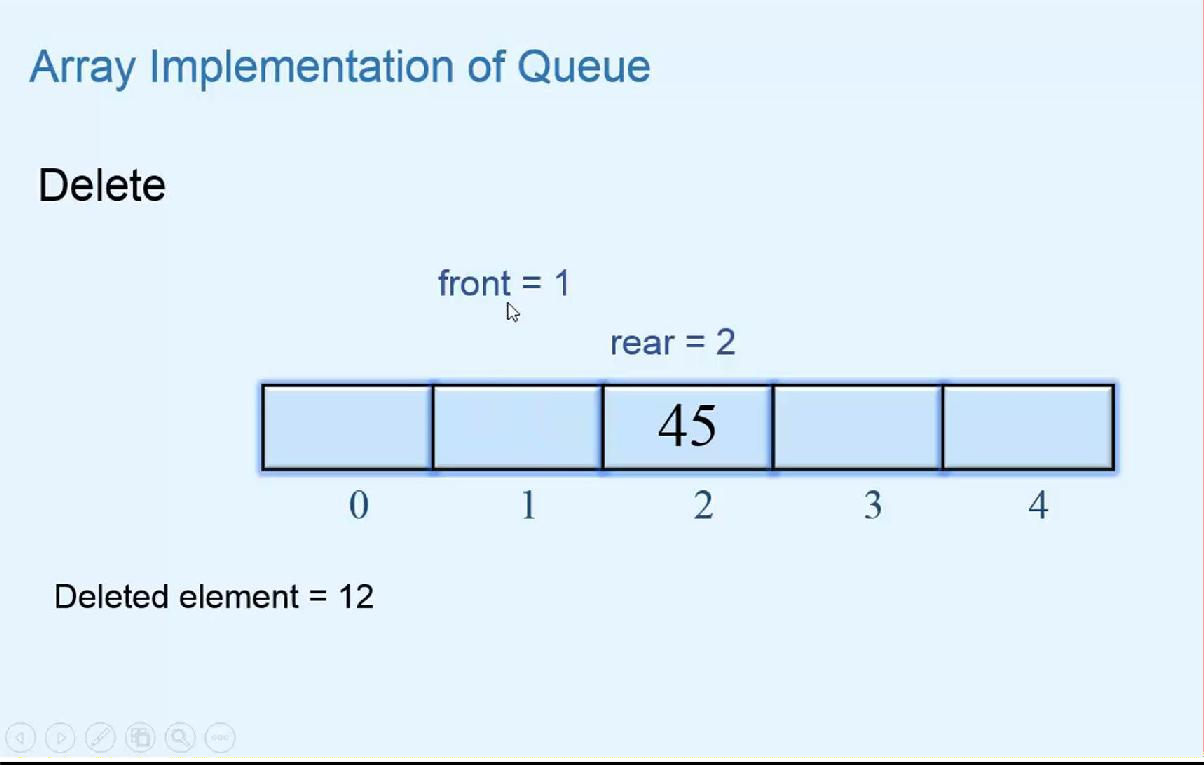 Array Implementation of Queue
Delete
front = 1
rear = 2
45
0 1 2 3 4
Deleted element = 12